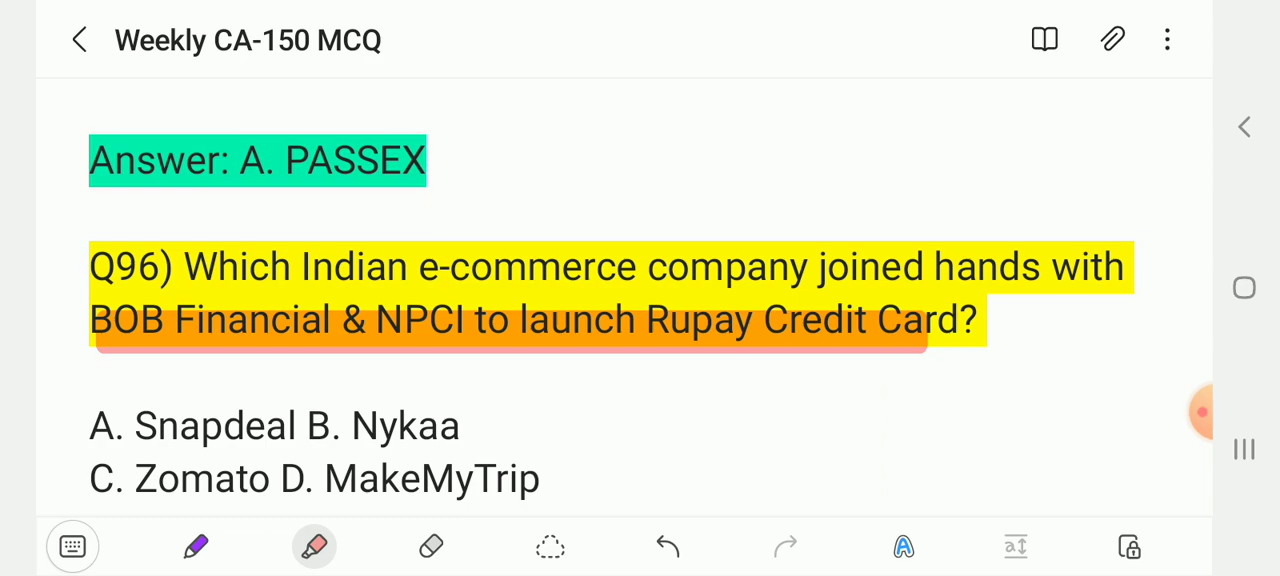 Weekly CA-150 MCQ
Answer: A. PASSEX
Q96) Which Indian e-commerce company joined hands with
BOB Financial & NPCI to launch Rupay Credit Card?
A. Snapdeal B. Nykaa
C. Zomato D. MakeMyTrip